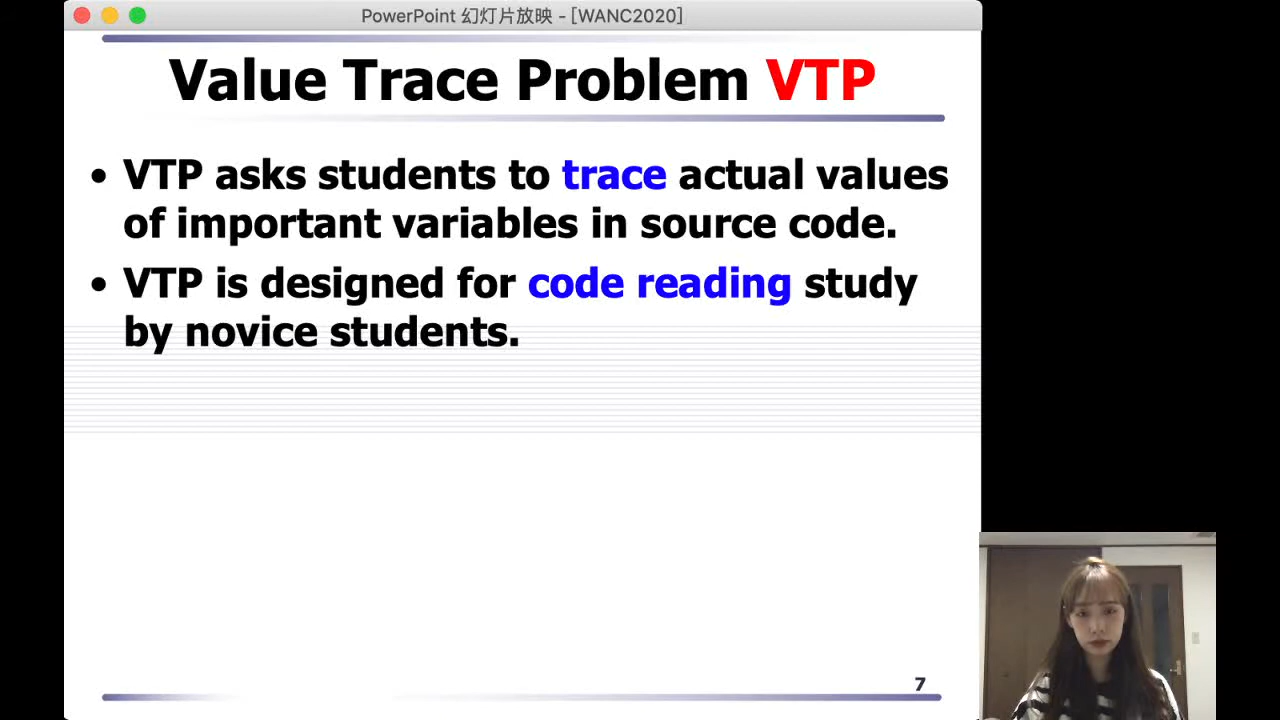 PowerPoint 幻灯片放映 - [WANC2020]
Value Trace Problem VTP
• VTP asks students to trace actual values
of important variables in source code.
• VTP is designed for code reading study
by novice students.
7